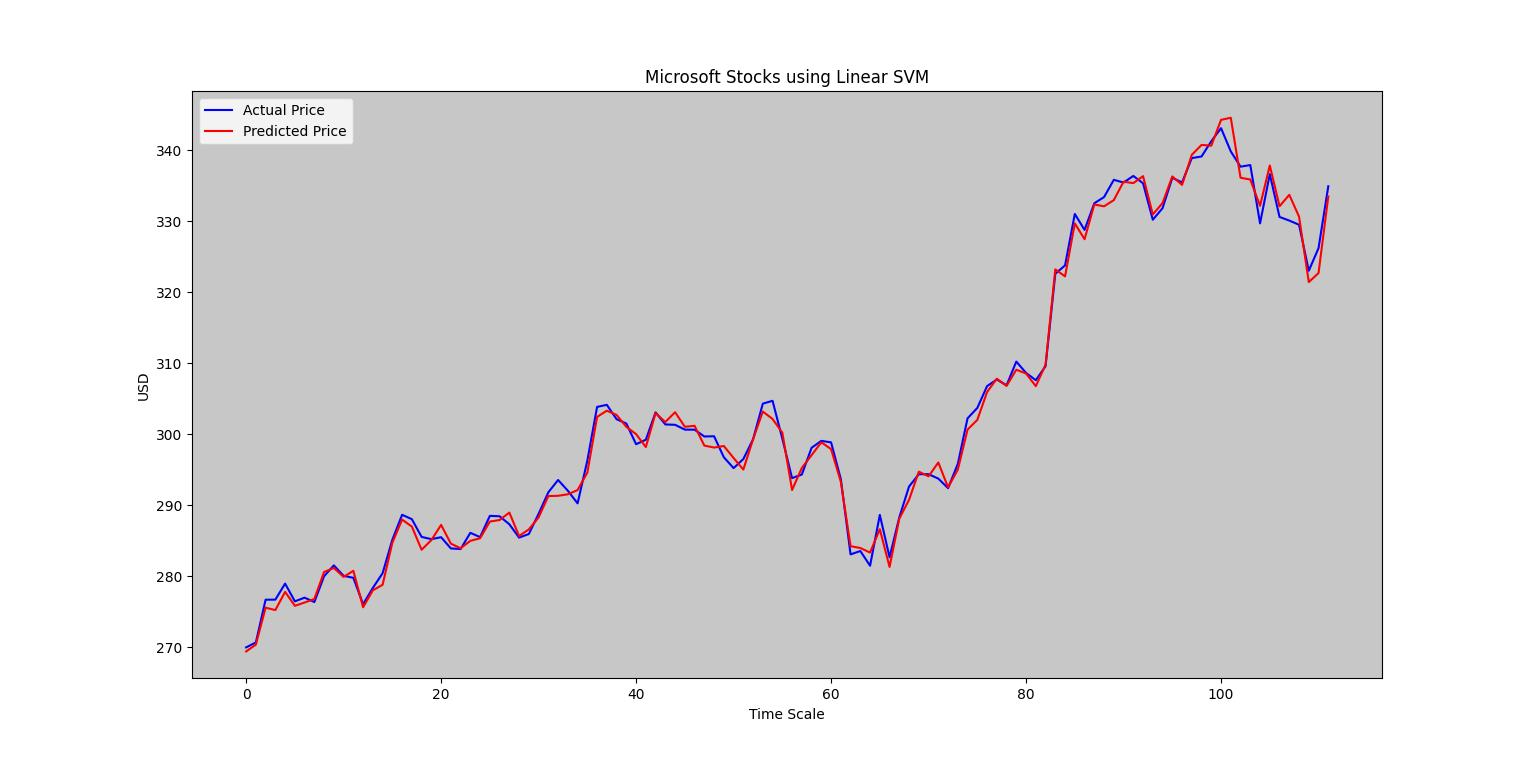 Microsoft Stocks using Linear SVM
Actual Price
Predicted Price
340
330
320
310
300
290
280
270
USD
0 20 40 60 80 100
Time Scale